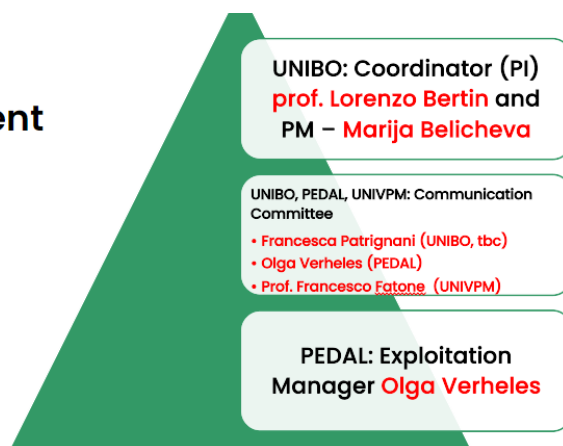 ent
UNIBO: Coordinator (PI)
prof. Lorenzo Bertin and
PM – Marija Belicheva
UNIBO, PEDAL, UNIVPM: Communication
Committee
• Francesca Patrignani (UNIBO, tbc)
• Olga Verheles (PEDAL)
• Prof. Francesco Fatone (UNIVPM)
PEDAL: Exploitation
Manager Olga Verheles